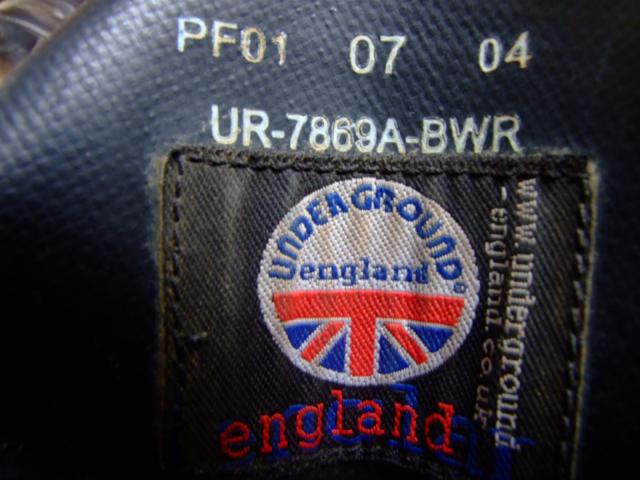 PF01 07 04
UR-7869A-BWR
UNDERGROUND®
england
www.underground
-england.co.uk
england